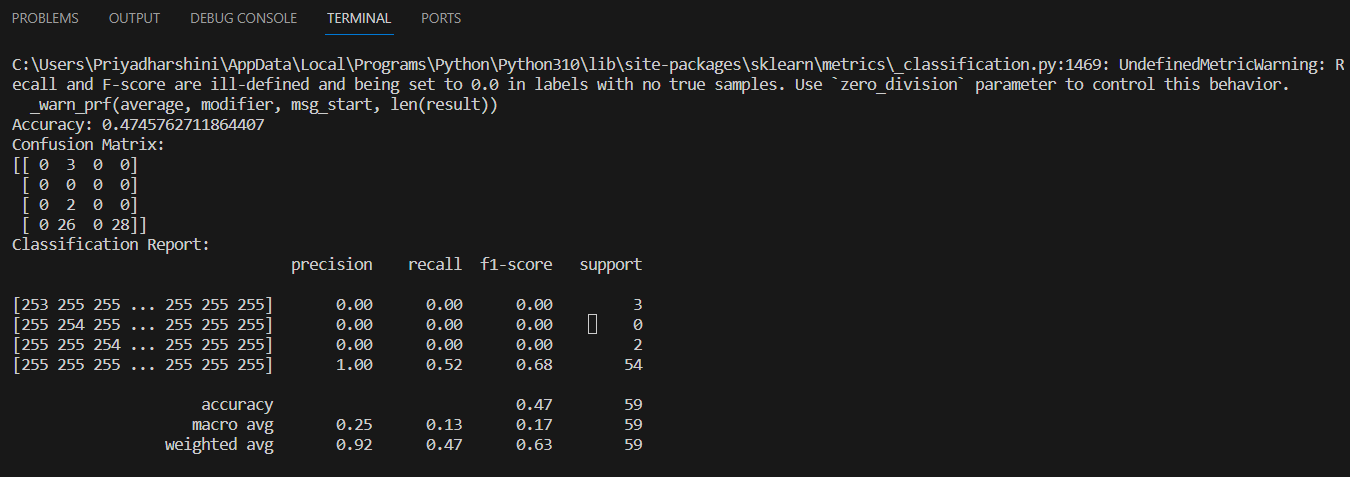 PROBLEMS OUTPUT DEBUG CONSOLE TERMINAL PORTS
C:\Users\Priyadharshini\AppData\Local\Programs\Python\Python310\lib\site-packages\sklearn\metrics\_classification.py:1469: UndefinedMetricWarning: R
ecall and F-score are ill-defined and being set to 0.0 in labels with no true samples. Use `zero_division` parameter to control this behavior.
  _warn_prf(average, modifier, msg_start, len(result))
Accuracy: 0.4745762711864407
Confusion Matrix:
[[ 0  3  0  0]
 [ 0  0  0  0]
 [ 0  2  0  0]
 [ 0 26  0 28]]
Classification Report:
                               precision    recall  f1-score   support

[253 255 255 ... 255 255 255]       0.00      0.00      0.00         3
[255 254 255 ... 255 255 255]       0.00      0.00      0.00         0
[255 255 254 ... 255 255 255]       0.00      0.00      0.00         2
[255 255 255 ... 255 255 255]       1.00      0.52      0.68        54

                     accuracy                           0.47        59
                    macro avg       0.25      0.13      0.17        59
                 weighted avg       0.92      0.47      0.63        59